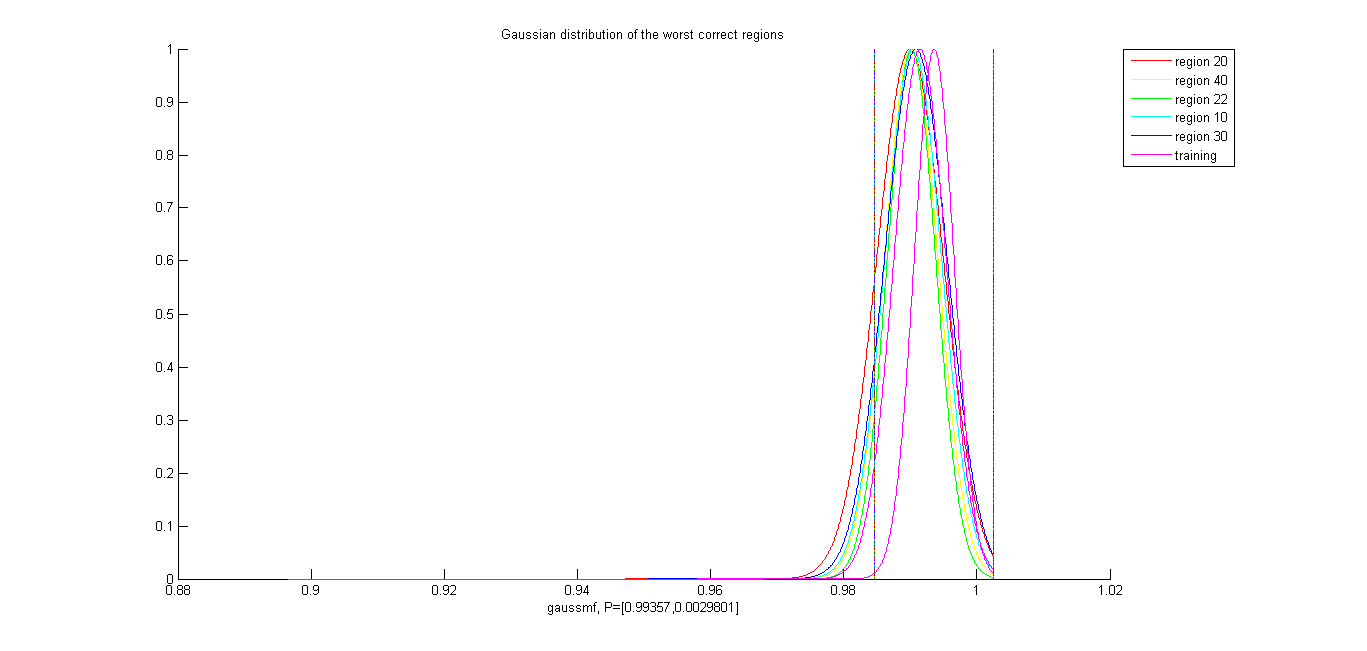 Gaussian distribution of the worst correct regions
region 20
region 40
region 22
region 10
region 30
training
1
0.9
0.8
0.7
0.6
0.5
0.4
0.3
0.2
0.1
0
0.88 0.9 0.92 0.94 0.96 0.98 1 1.02
gaussmf, P=[0.99357,0.0029801]